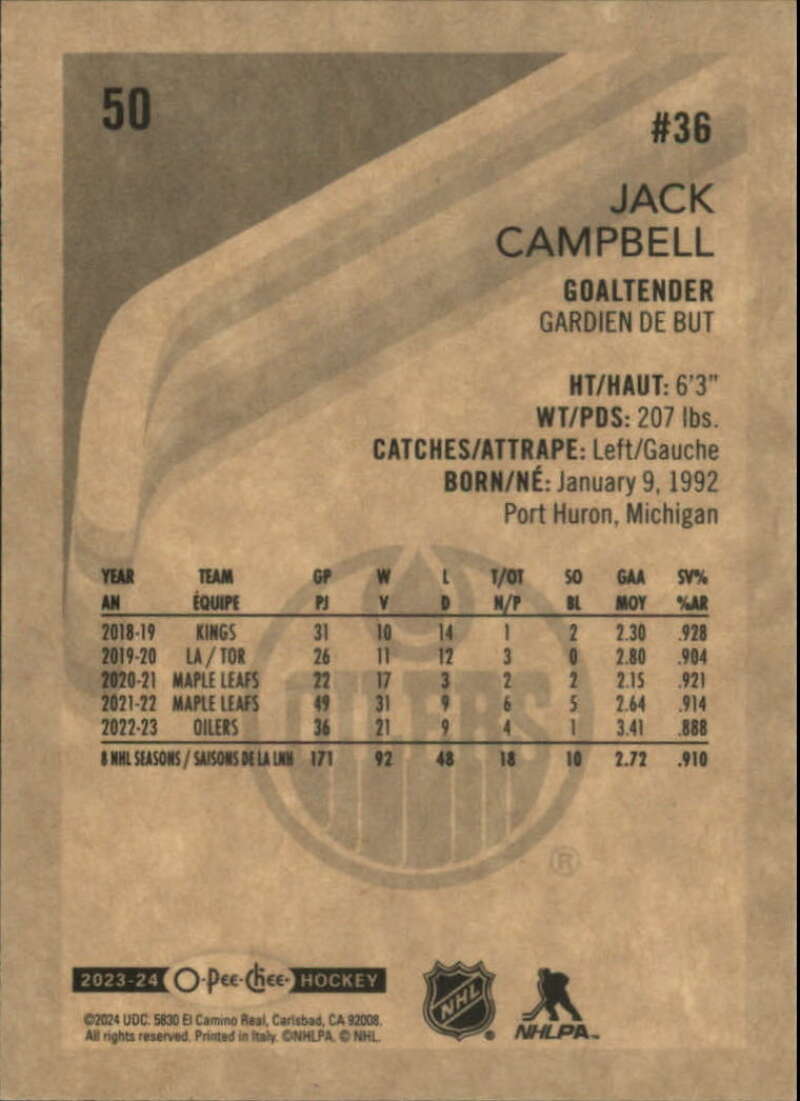 50
#36
JACK
CAMPBELL
GOALTENDER
GARDIEN DE BUT
HT/HAUT: 6'3"
WT/PDS: 207 lbs.
CATCHES/ATTRAPE: Left/Gauche
BORN/NÉ: January 9, 1992
Port Huron, Michigan
YEAR TEAM GP W L T/OT SO GAA SV%
AN ÉQUIPE PJ V D N/P BL MOY %AR
2018-19 KINGS 31 10 14 1 2 2.30 .928
2019-20 LA / TOR 26 11 12 3 0 2.80 .904
2020-21 MAPLE LEAFS 22 17 3 2 2 2.15 .921
2021-22 MAPLE LEAFS 49 31 9 6 5 2.64 .914
2022-23 OILERS 36 21 9 4 1 3.41 .888
8 NHL SEASONS / SAISONS DE LA LNH 171 92 48 18 10 2.72 .910
OILERS
®
2023-24 O-Pee-Chee HOCKEY
©2024 UDC. 5830 El Camino Real, Carlsbad, CA 92008.
All rights reserved. Printed in Italy. ©NHLPA. © NHL.
NHL
NHLPA™